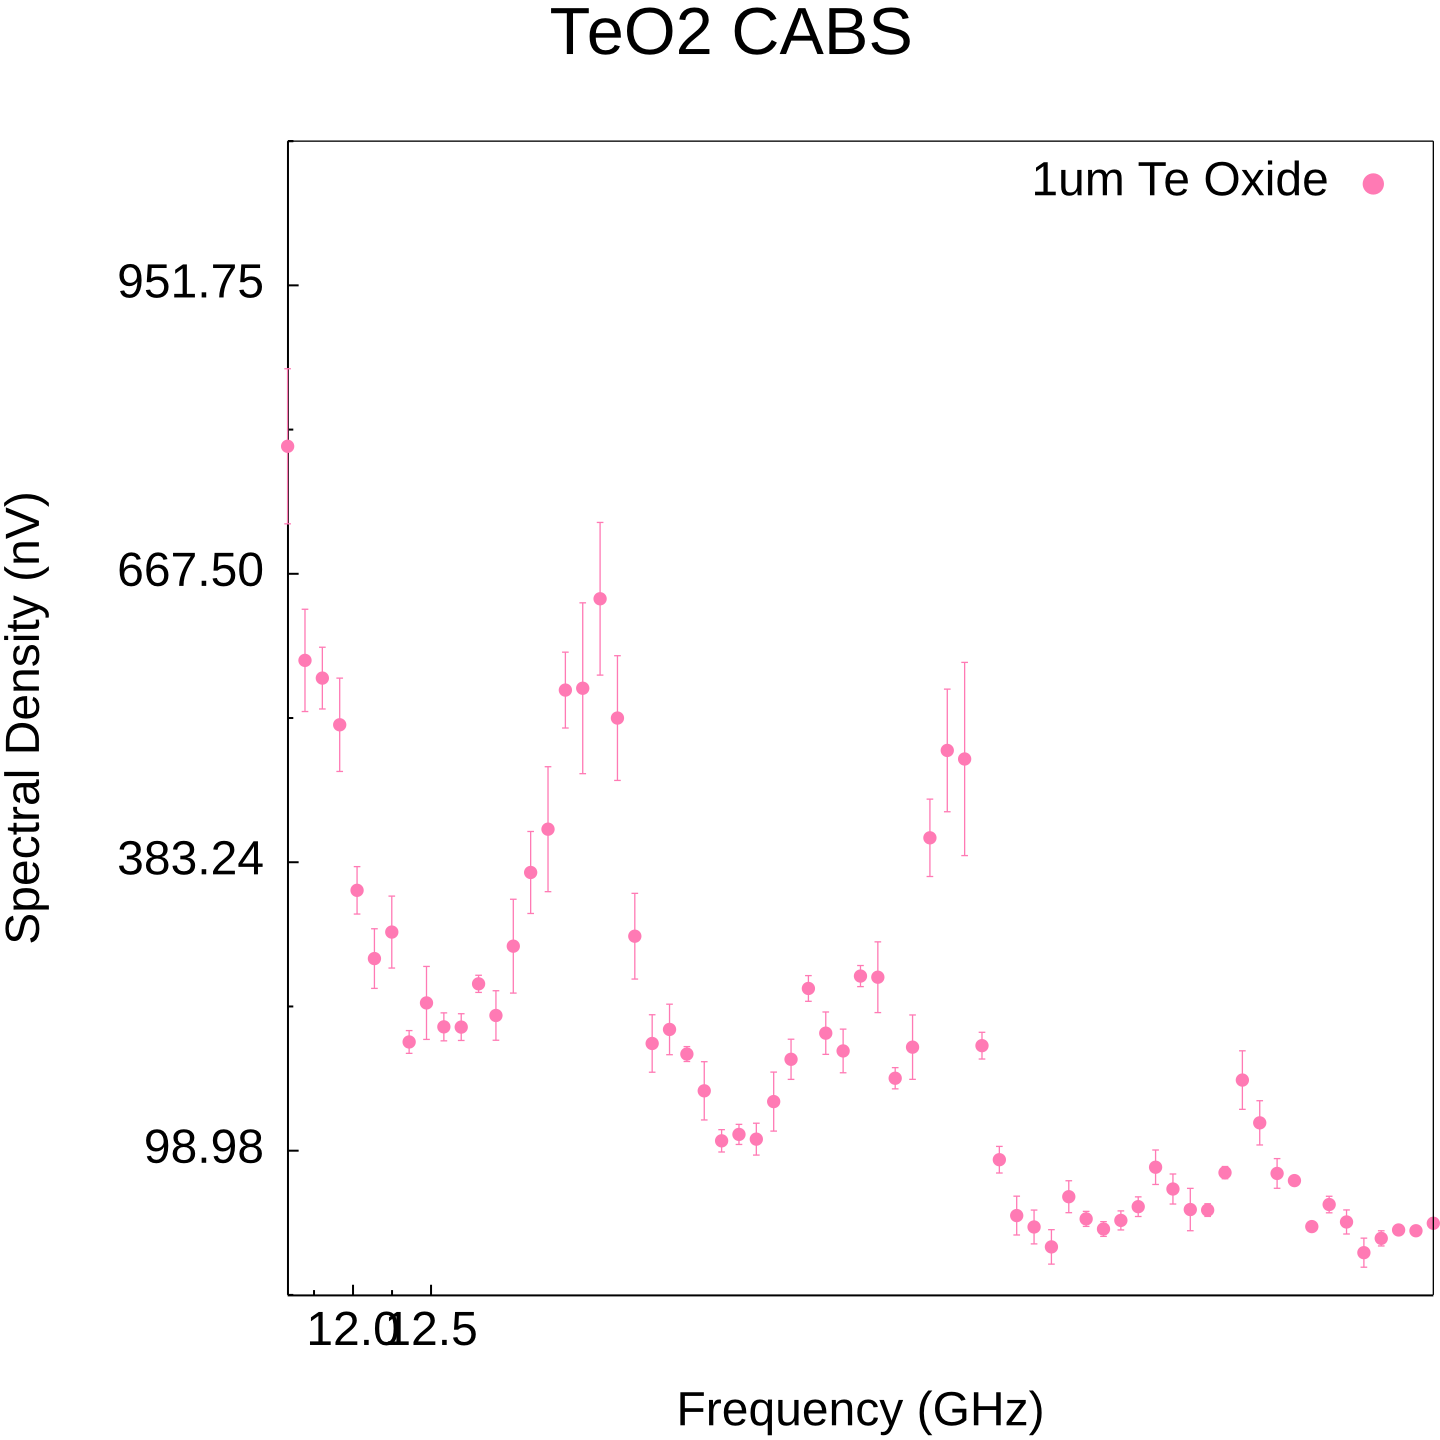 TeO2 CABS
1um Te Oxide
951.75
667.50
383.24
98.98
Spectral Density (nV)
12.0
12.5
Frequency (GHz)